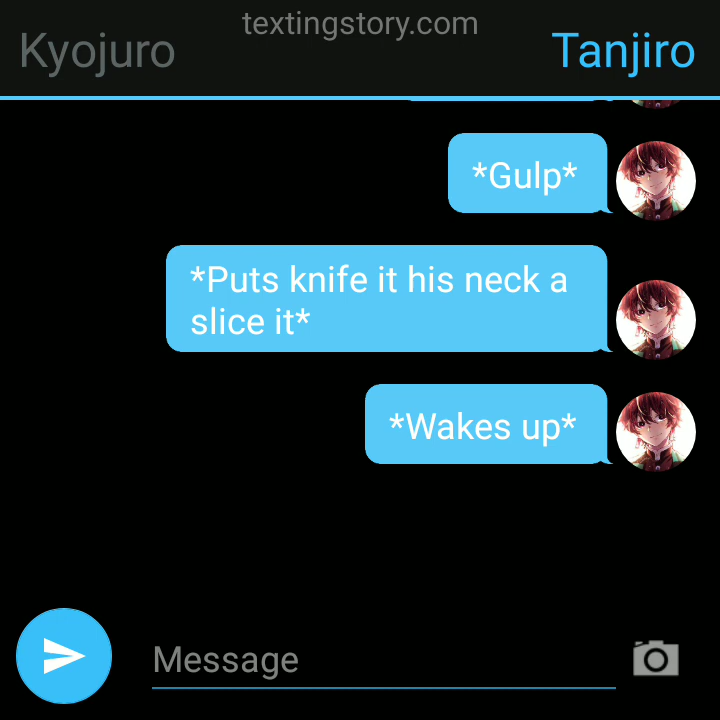 textingstory.com
Kyojuro
Tanjiro
*Gulp*
*Puts knife it his neck a
slice it*
*Wakes up*
Message